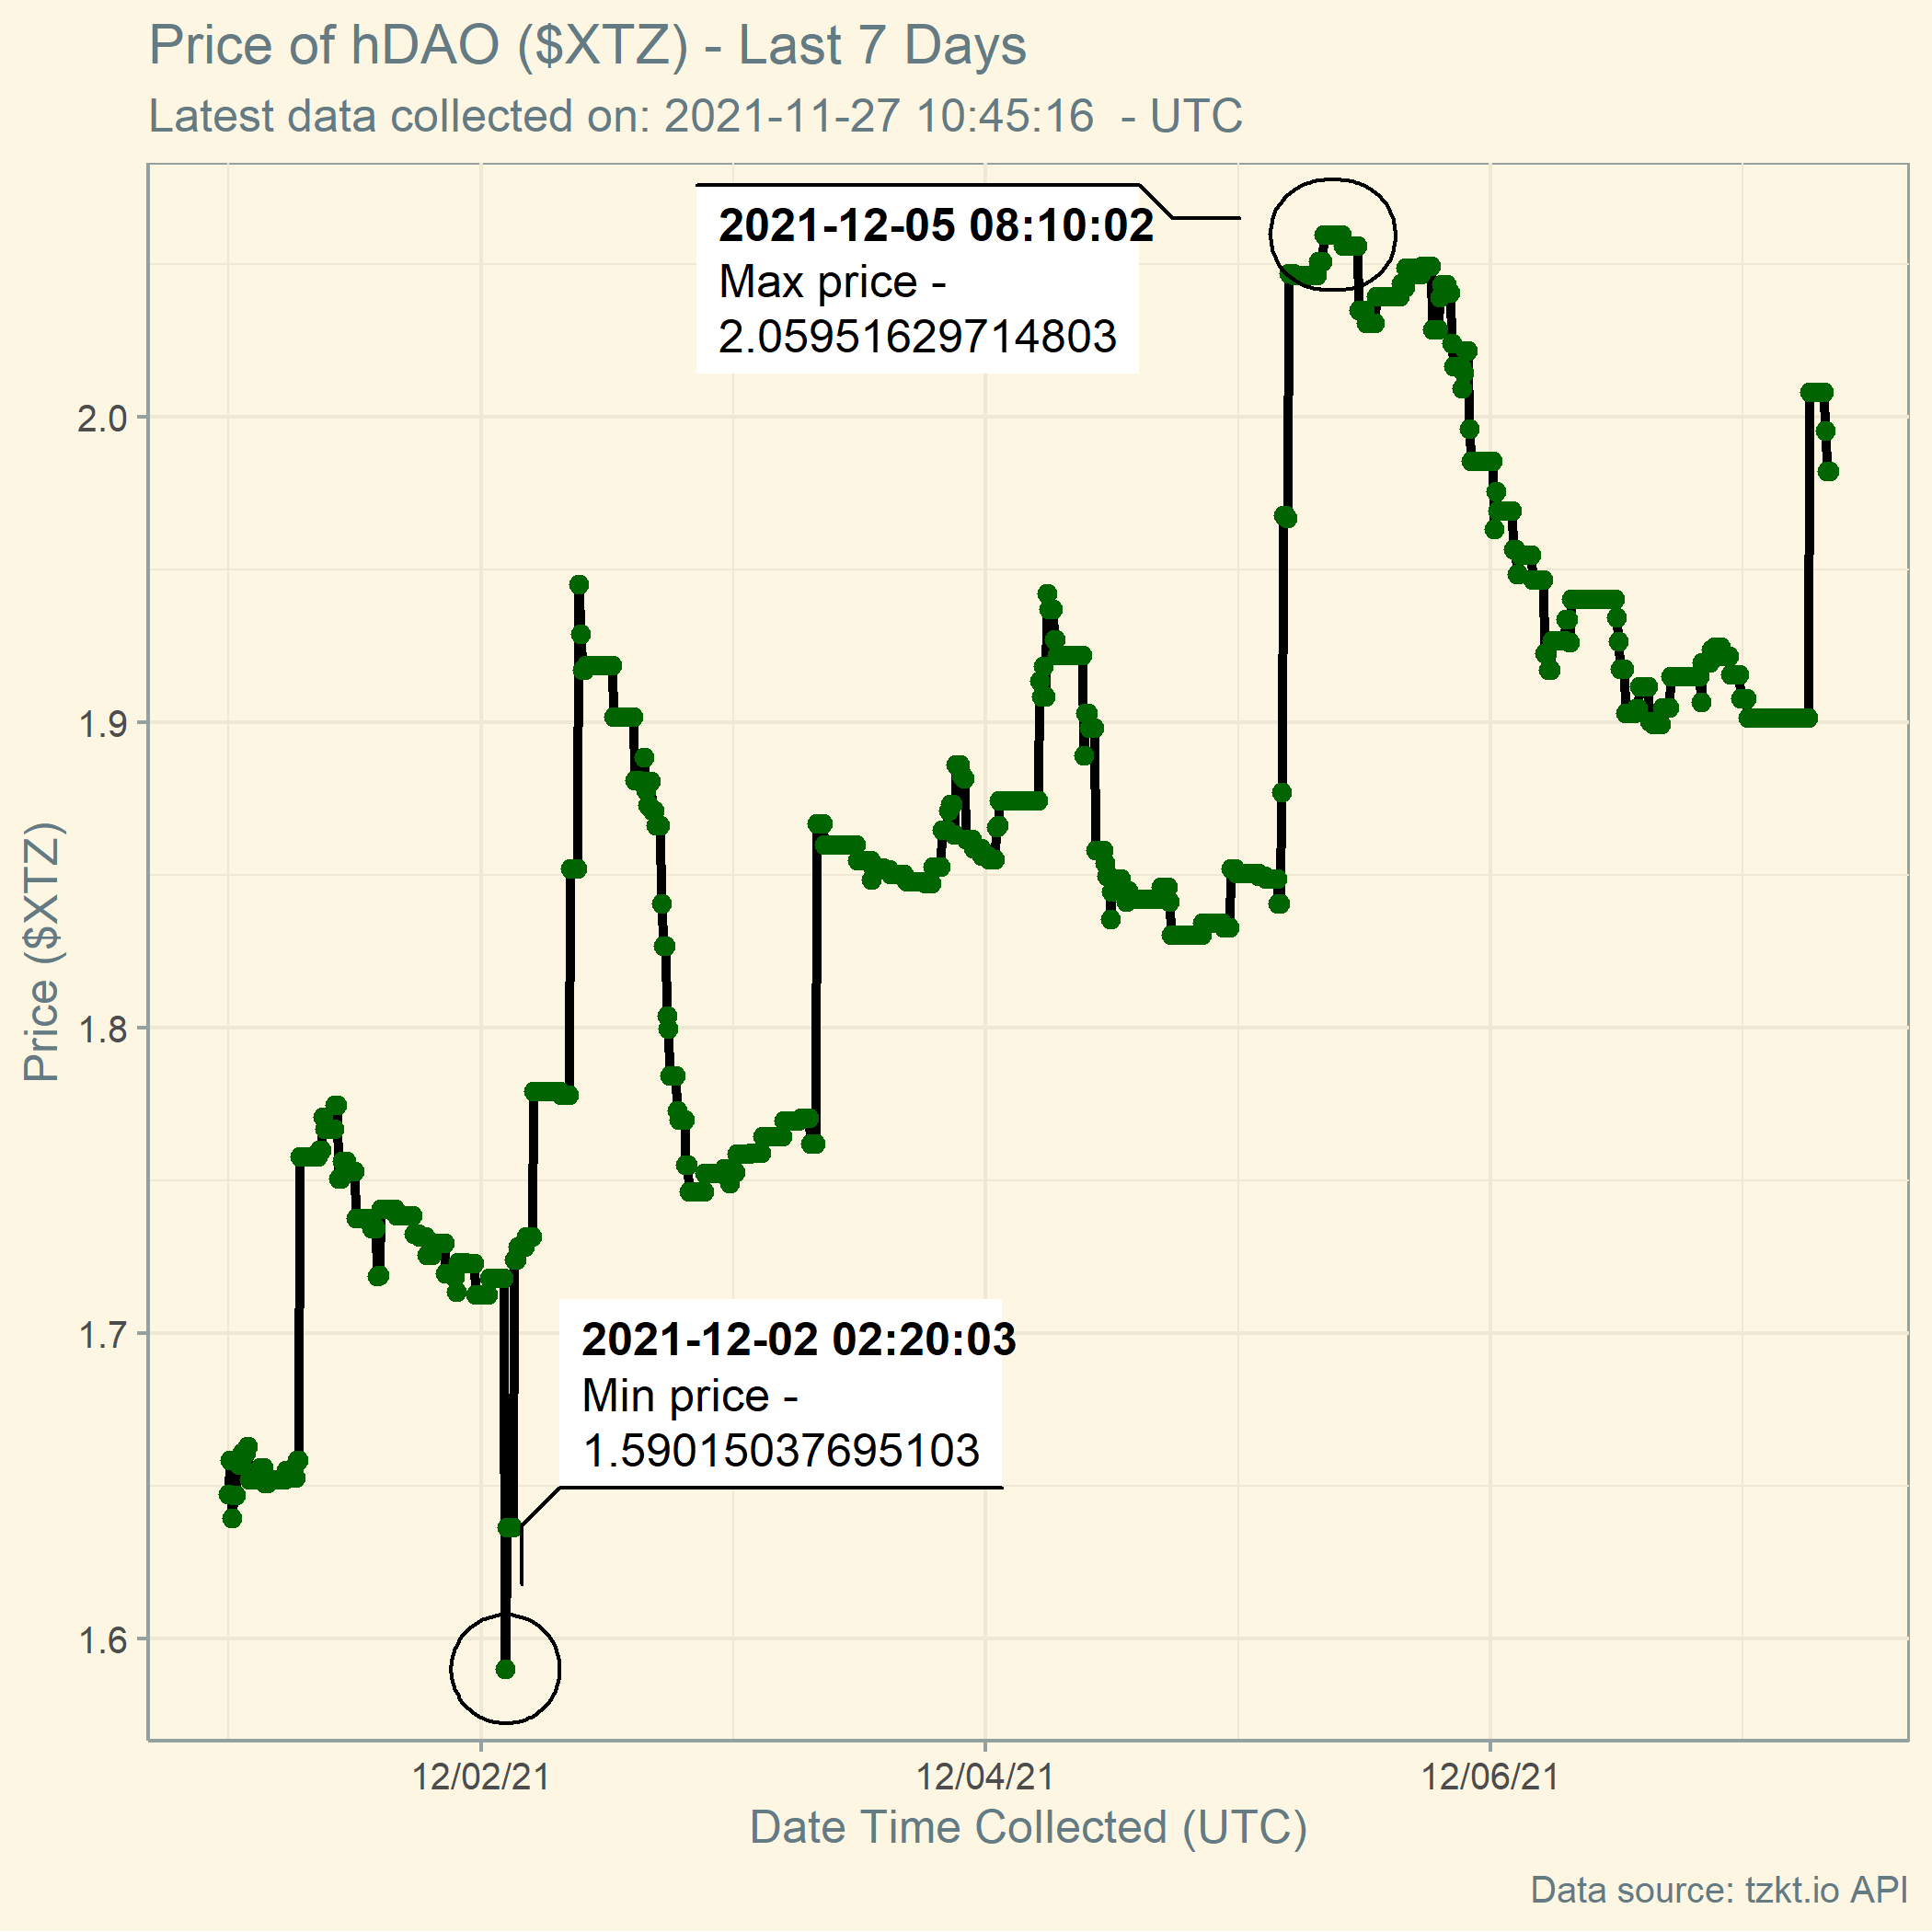 Price of hDAO ($XTZ) - Last 7 Days
Latest data collected on: 2021-11-27 10:45:16  - UTC
2021-12-05 08:10:02
Max price -
2.05951629714803
2.0
1.9
1.8
1.7
1.6
Price ($XTZ)
2021-12-02 02:20:03
Min price -
1.59015037695103
12/02/21
12/04/21
12/06/21
Date Time Collected (UTC)
Data source: tzkt.io API